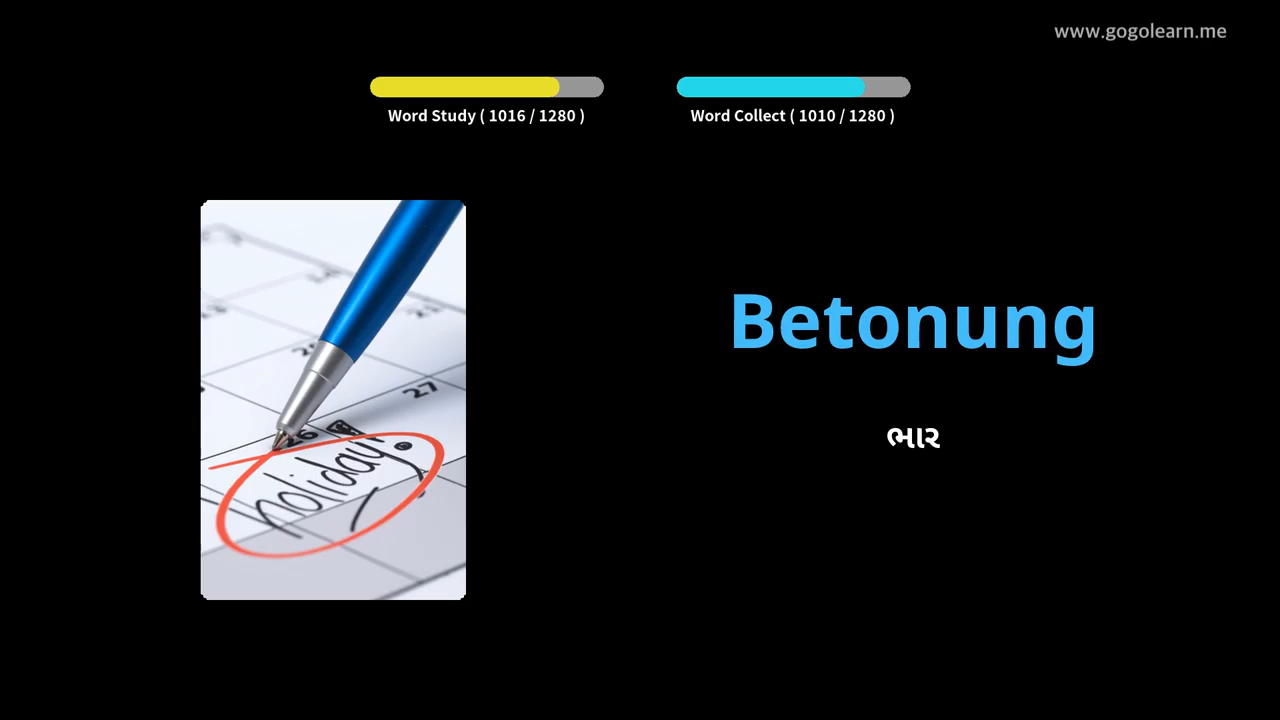 www.gogolearn.me
Word Study ( 1016 / 1280 )
Word Collect ( 1010 / 1280 )
Betonung
ભાર
27
26
holiday!